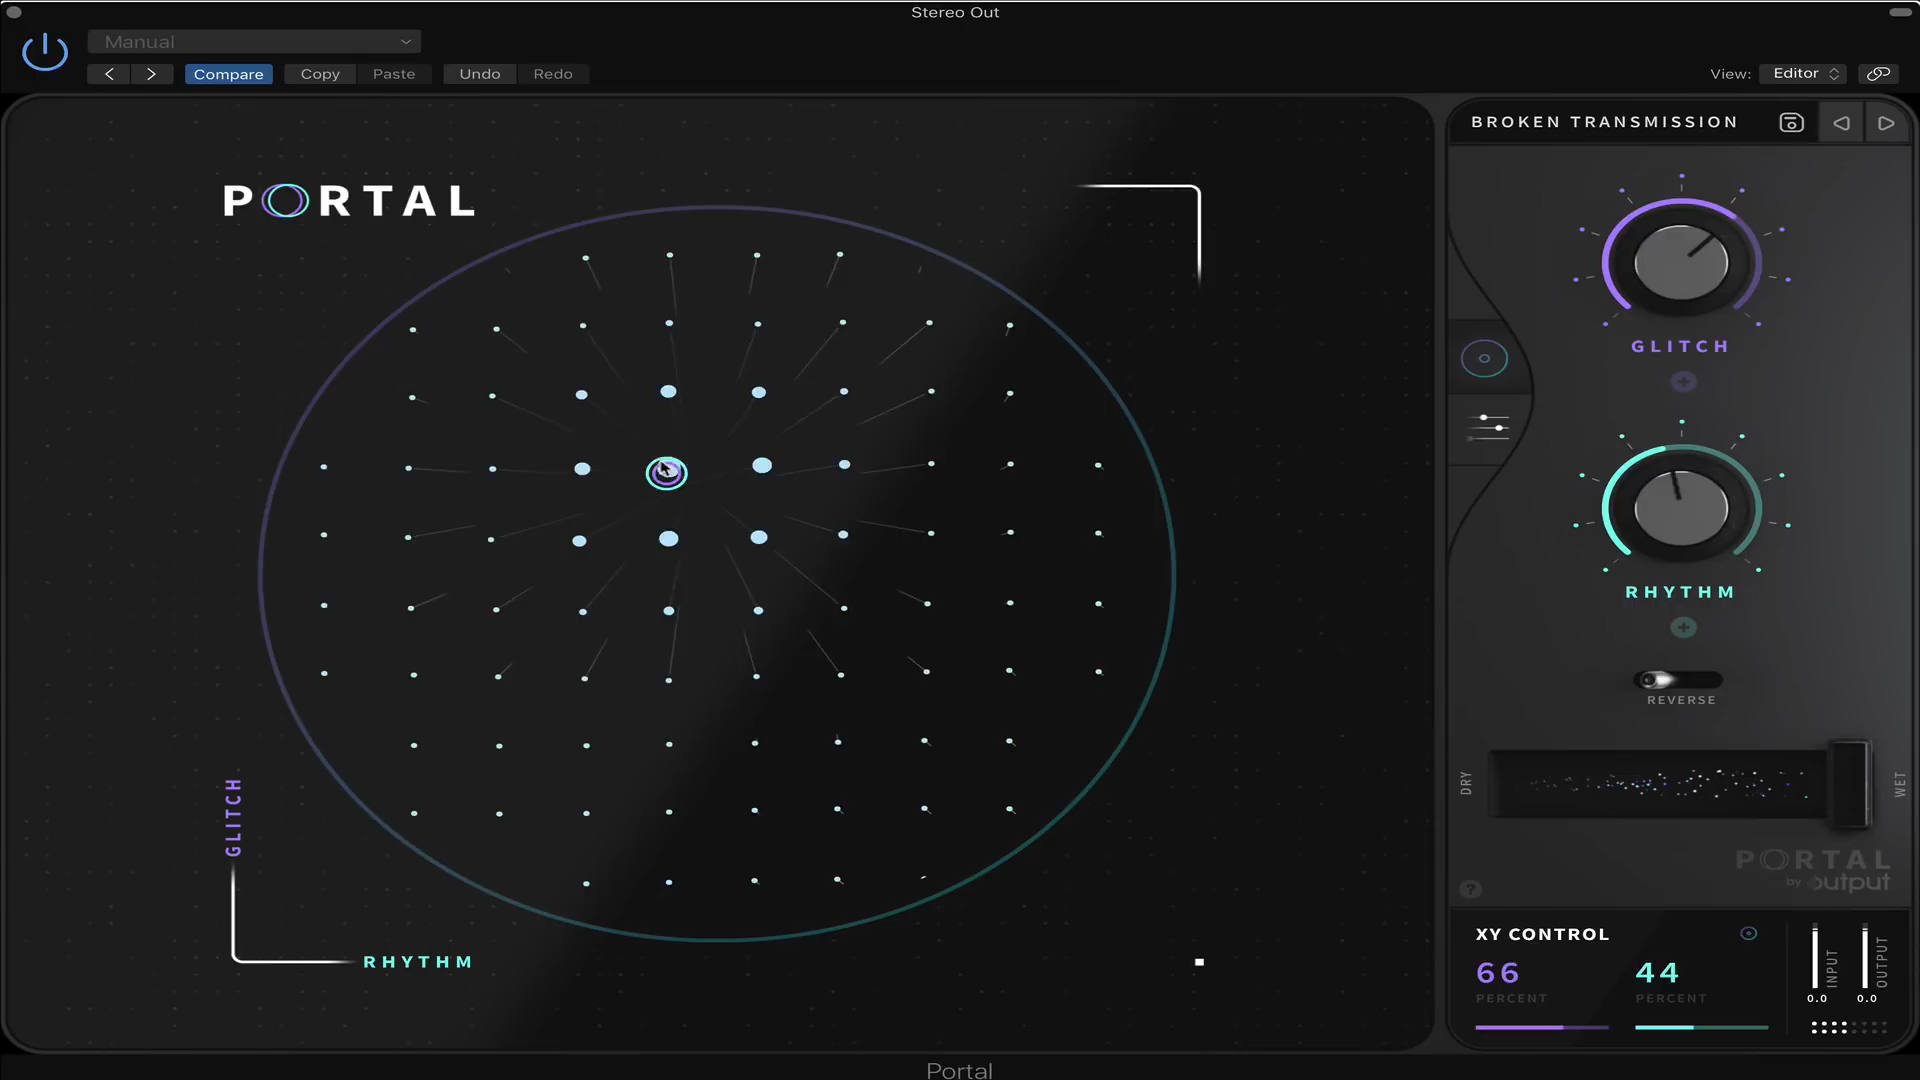 Stereo Out
Manual
Compare
Copy
Paste
Undo
Redo
View:
Editor
PORTAL
GLITCH
RHYTHM
BROKEN TRANSMISSION
GLITCH
+
RHYTHM
+
REVERSE
DRY
WET
PORTAL
by output
?
XY CONTROL
66
PERCENT
44
PERCENT
INPUT
OUTPUT
0.0
0.0
Portal